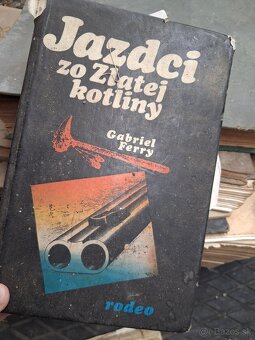 Jazdci
zo Zlatej
kotliny
Gabriel
Ferry
rodeo